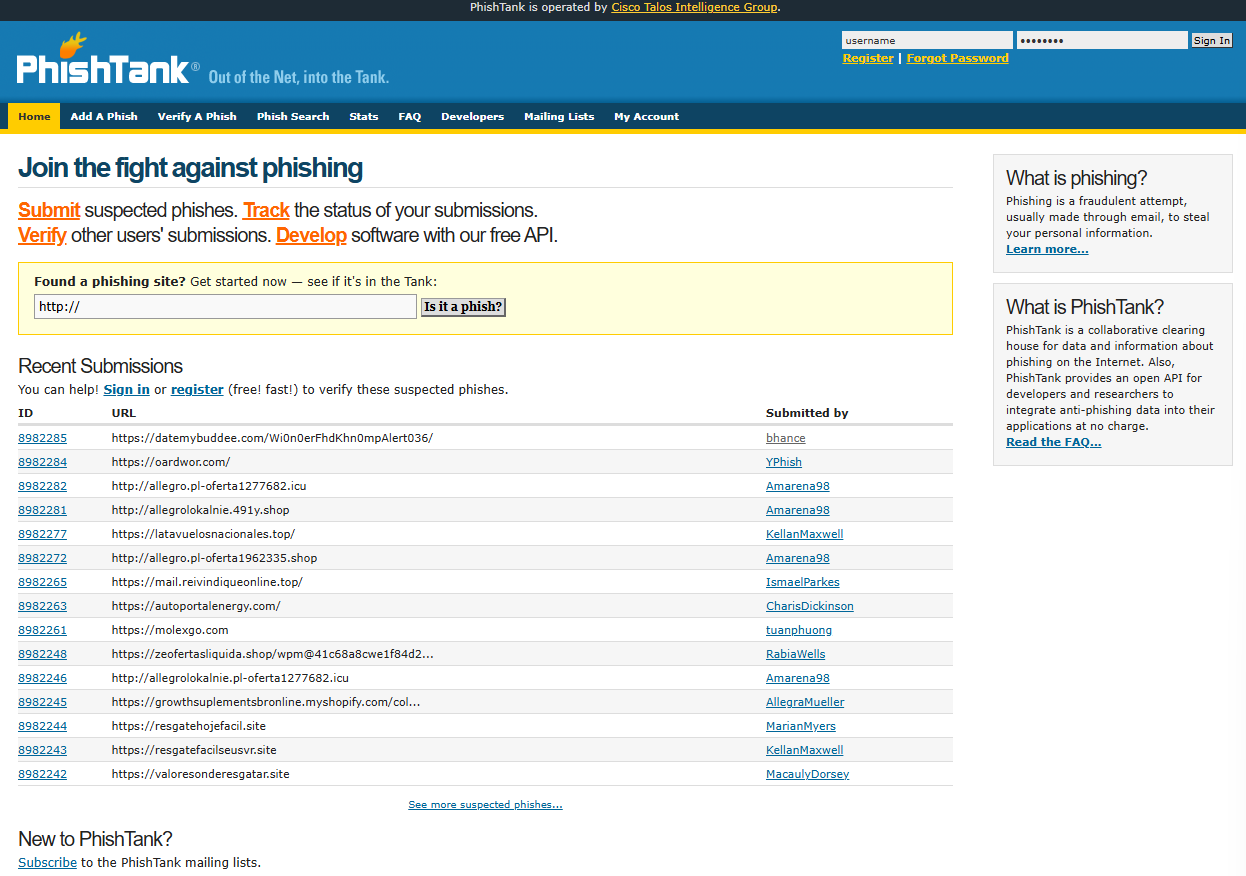 PhishTank is operated by Cisco Talos Intelligence Group.
PhishTank® Out of the Net, into the Tank.
username •••••••• Sign In
Register | Forgot Password
Home Add A Phish Verify A Phish Phish Search Stats FAQ Developers Mailing Lists My Account
Join the fight against phishing
Submit suspected phishes. Track the status of your submissions.
Verify other users' submissions. Develop software with our free API.
Found a phishing site? Get started now — see if it's in the Tank:
http:// Is it a phish?
Recent Submissions
You can help! Sign in or register (free! fast!) to verify these suspected phishes.
ID URL Submitted by
8982285 https://datemybuddee.com/Wi0n0erFhdKhn0mpAlert036/ bhance
8982284 https://oardwor.com/ YPhish
8982282 http://allegro.pl-oferta1277682.icu Amarena98
8982281 http://allegrolokalnie.491y.shop Amarena98
8982277 https://latavuelosnacionales.top/ KellanMaxwell
8982272 http://allegro.pl-oferta1962335.shop Amarena98
8982265 https://mail.reivindiqueonline.top/ IsmaelParkes
8982263 https://autoportalenergy.com/ CharisDickinson
8982261 https://molexgo.com tuanphuong
8982248 https://zeofertasliquida.shop/wpm@41c68a8cwe1f84d2... RabiaWells
8982246 http://allegrolokalnie.pl-oferta1277682.icu Amarena98
8982245 https://growthsuplementsbronline.myshopify.com/col... AllegraMueller
8982244 https://resgatehojefacil.site MarianMyers
8982243 https://resgatefacilseusvr.site KellanMaxwell
8982242 https://valoresonderesgatar.site MacaulyDorsey
See more suspected phishes...
New to PhishTank?
Subscribe to the PhishTank mailing lists.
What is phishing?
Phishing is a fraudulent attempt,
usually made through email, to steal
your personal information.
Learn more...
What is PhishTank?
PhishTank is a collaborative clearing
house for data and information about
phishing on the Internet. Also,
PhishTank provides an open API for
developers and researchers to
integrate anti-phishing data into their
applications at no charge.
Read the FAQ...